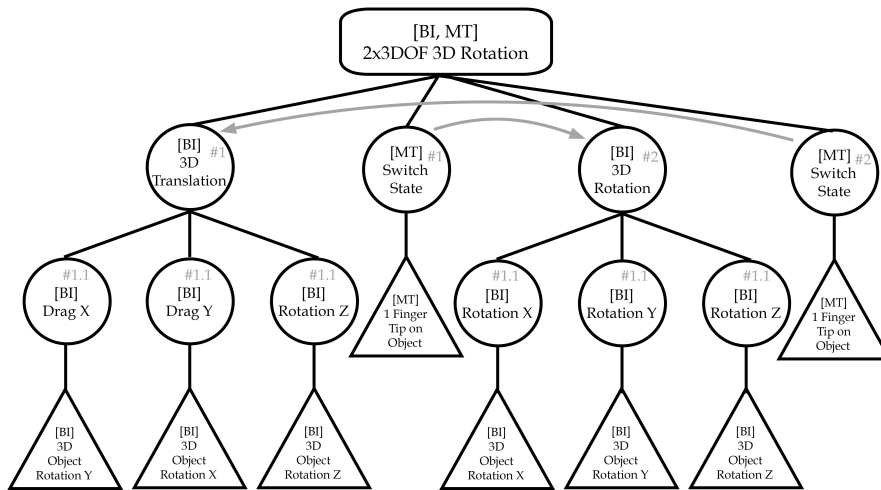 [BI, MT]
2x3DOF 3D Rotation
[BI]
3D
Translation
#1
[MT]
Switch
State
#1
[BI]
3D
Rotation
#2
[MT]
Switch
State
#2
#1.1
[BI]
Drag X
#1.1
[BI]
Drag Y
#1.1
[BI]
Rotation Z
[MT]
1 Finger
Tip on
Object
#1.1
[BI]
Rotation X
#1.1
[BI]
Rotation Y
#1.1
[BI]
Rotation Z
[MT]
1 Finger
Tip on
Object
[BI]
3D
Object
Rotation Y
[BI]
3D
Object
Rotation X
[BI]
3D
Object
Rotation Z
[BI]
3D
Object
Rotation X
[BI]
3D
Object
Rotation Y
[BI]
3D
Object
Rotation Z